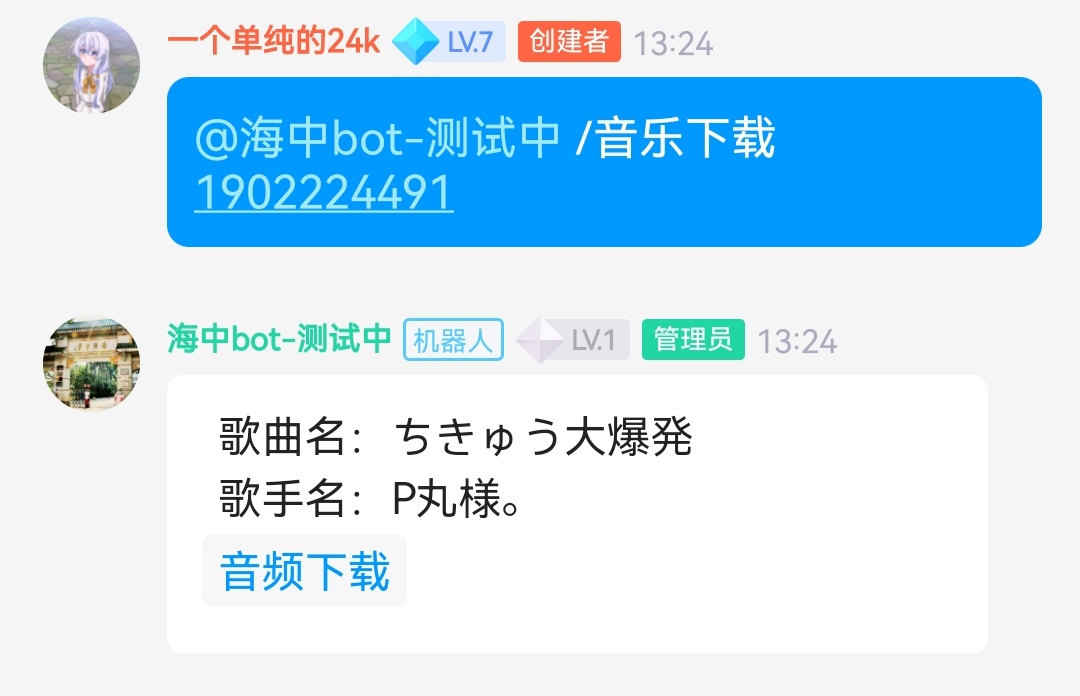 一个单纯的24k LV.7 创建者 13:24
@海中bot-测试中 /音乐下载
1902224491
海中bot-测试中 机器人 LV.1 管理员 13:24
歌曲名：ちきゅう大爆発
歌手名：P丸様。
音频下载